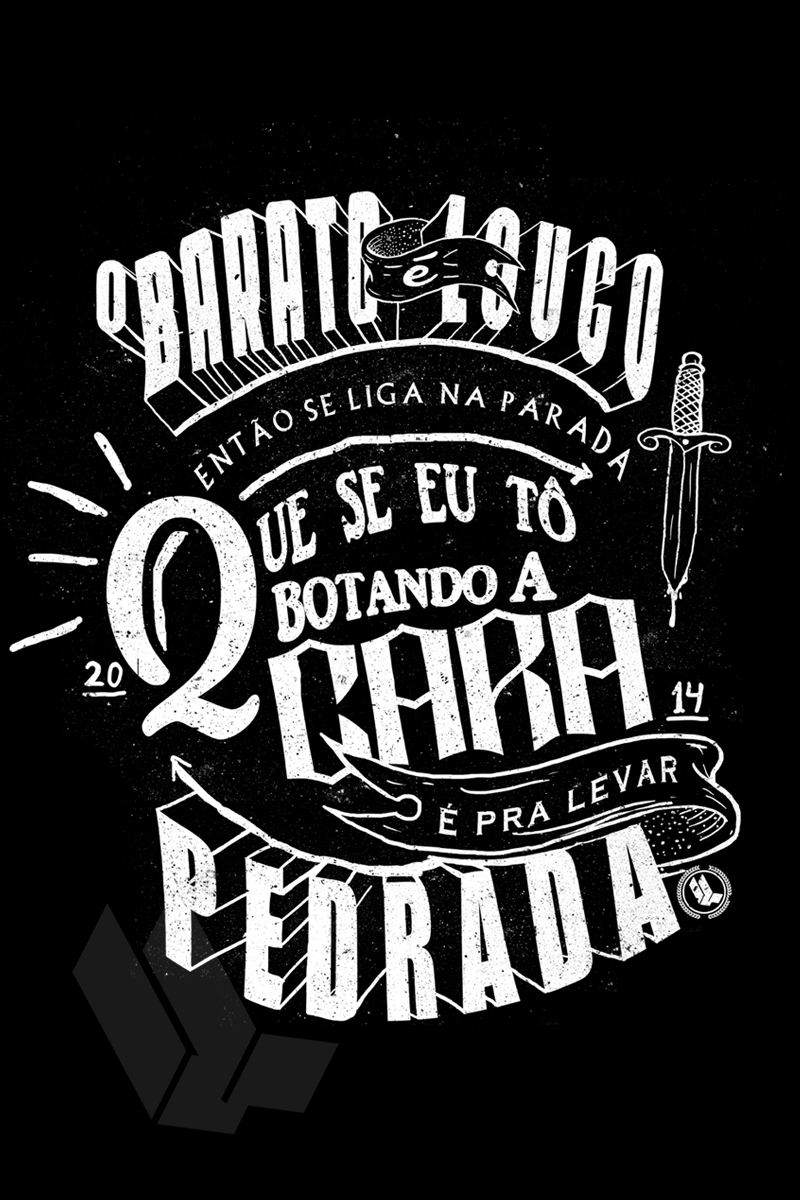 O BARATO é LOUCO
ENTÃO SE LIGA NA PARADA
QUE SE EU TÔ
BOTANDO A
CARA
20 14
É PRA LEVAR
PEDRADA